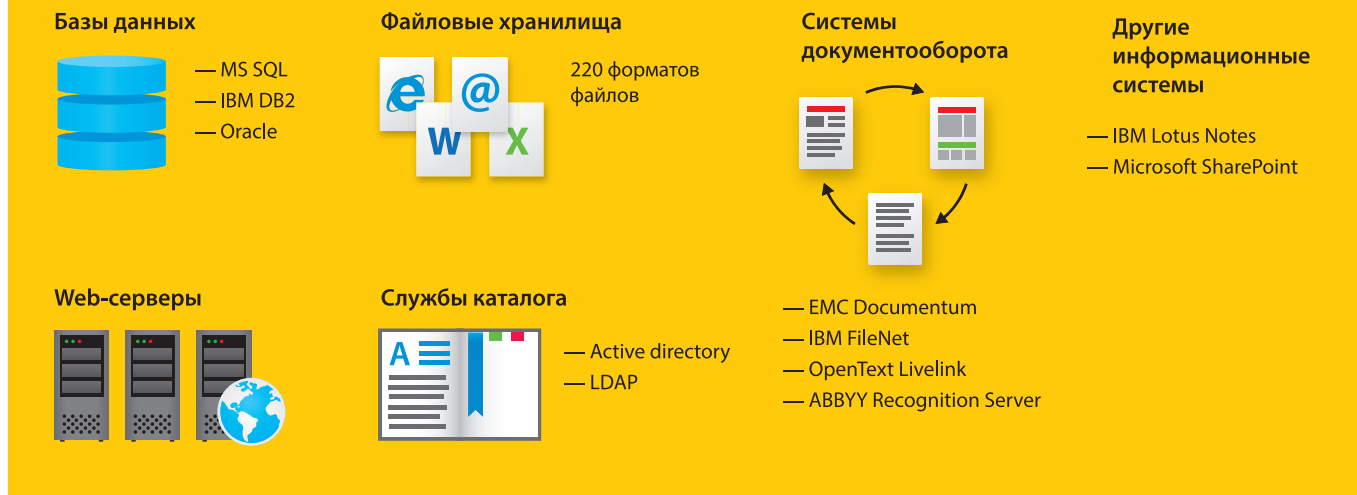 Базы данных
— MS SQL
— IBM DB2
— Oracle
Файловые хранилища
220 форматов
файлов
@
W
X
Системы
документооборота
— EMC Documentum
— IBM FileNet
— OpenText Livelink
— ABBYY Recognition Server
Другие
информационные
системы
— IBM Lotus Notes
— Microsoft SharePoint
Web-серверы
Службы каталога
A
— Active directory
— LDAP